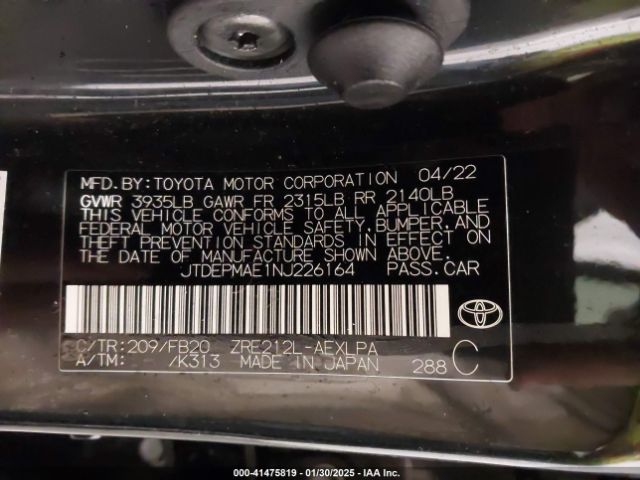 MFD.BY:TOYOTA MOTOR CORPORATION 04/22
GVWR 3935LB GAWR FR 2315LB RR 2140LB
THIS VEHICLE CONFORMS TO ALL APPLICABLE
FEDERAL MOTOR VEHICLE SAFETY,BUMPER,AND
THEFT PREVENTION STANDARDS IN EFFECT ON
THE DATE OF MANUFACTURE SHOWN ABOVE.
JTDEPMAE1NJ226164 PASS.CAR
C/TR:209/FB20 ZRE212L-AEXLPA
A/TM: /K313 MADE IN JAPAN 288 C
000-41475819 - 01/30/2025 - IAA Inc.